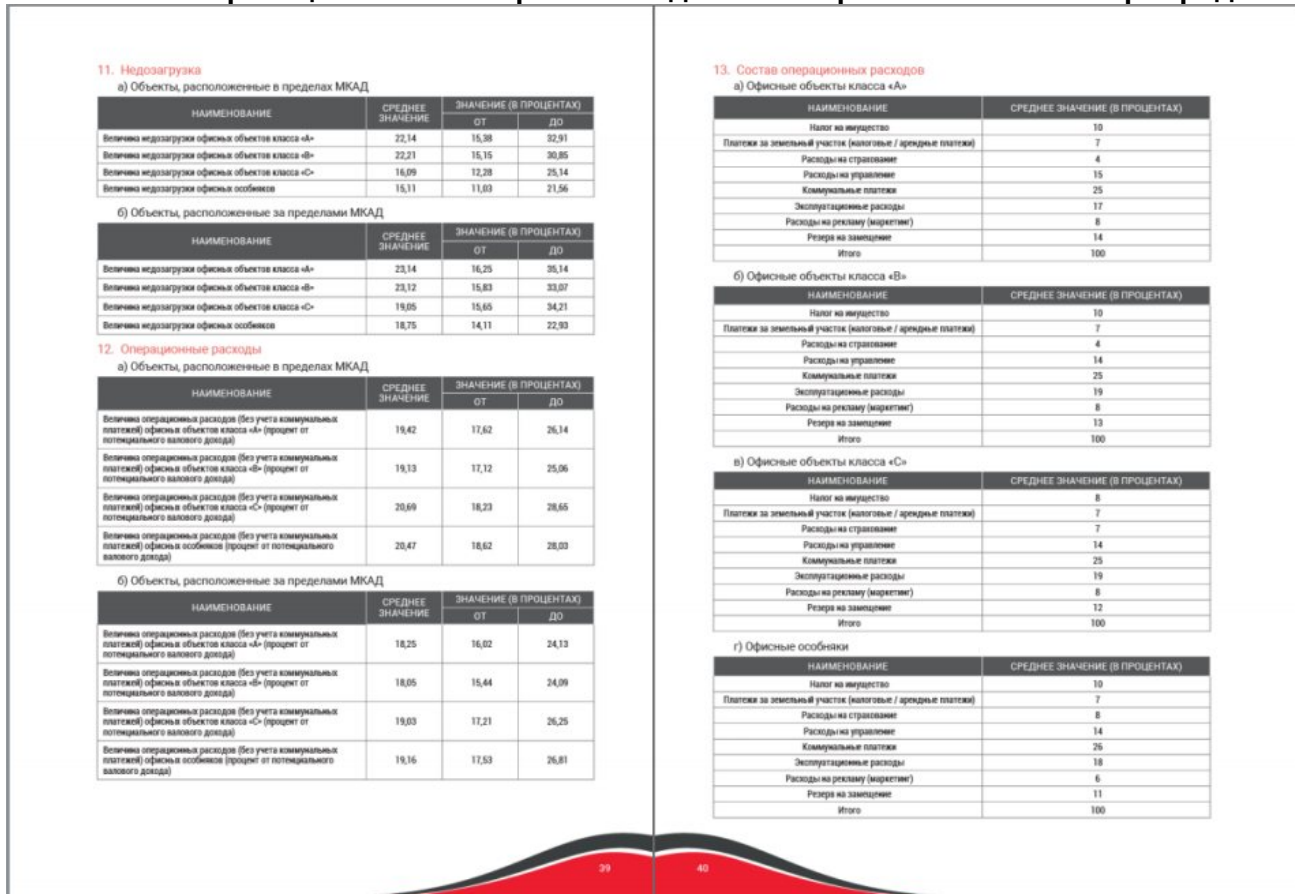 11. Недозагрузка
а) Объекты, расположенные в пределах МКАД
НАИМЕНОВАНИЕ СРЕДНЕЕ ЗНАЧЕНИЕ ЗНАЧЕНИЕ (В ПРОЦЕНТАХ)
ОТ ДО
Величина недозагрузки офисных объектов класса «А» 22,14 15,38 32,91
Величина недозагрузки офисных объектов класса «В» 22,21 15,15 30,85
Величина недозагрузки офисных объектов класса «С» 16,09 12,28 25,14
Величина недозагрузки офисных особняков 15,11 11,03 21,56
б) Объекты, расположенные за пределами МКАД
НАИМЕНОВАНИЕ СРЕДНЕЕ ЗНАЧЕНИЕ ЗНАЧЕНИЕ (В ПРОЦЕНТАХ)
ОТ ДО
Величина недозагрузки офисных объектов класса «А» 23,14 16,25 35,14
Величина недозагрузки офисных объектов класса «В» 23,12 15,83 33,07
Величина недозагрузки офисных объектов класса «С» 19,05 15,65 34,21
Величина недозагрузки офисных особняков 18,75 14,11 22,93
12. Операционные расходы
а) Объекты, расположенные в пределах МКАД
НАИМЕНОВАНИЕ СРЕДНЕЕ ЗНАЧЕНИЕ ЗНАЧЕНИЕ (В ПРОЦЕНТАХ)
ОТ ДО
Величина операционных расходов (без учета коммунальных
платежей) офисных объектов класса «А» (процент от
потенциального валового дохода) 19,42 17,62 26,14
Величина операционных расходов (без учета коммунальных
платежей) офисных объектов класса «В» (процент от
потенциального валового дохода) 19,13 17,12 25,06
Величина операционных расходов (без учета коммунальных
платежей) офисных объектов класса «С» (процент от
потенциального валового дохода) 20,69 18,23 28,65
Величина операционных расходов (без учета коммунальных
платежей) офисных особняков (процент от потенциального
валового дохода) 20,47 18,62 28,03
б) Объекты, расположенные за пределами МКАД
НАИМЕНОВАНИЕ СРЕДНЕЕ ЗНАЧЕНИЕ ЗНАЧЕНИЕ (В ПРОЦЕНТАХ)
ОТ ДО
Величина операционных расходов (без учета коммунальных
платежей) офисных объектов класса «А» (процент от
потенциального валового дохода) 18,25 16,02 24,13
Величина операционных расходов (без учета коммунальных
платежей) офисных объектов класса «В» (процент от
потенциального валового дохода) 18,05 15,44 24,09
Величина операционных расходов (без учета коммунальных
платежей) офисных объектов класса «С» (процент от
потенциального валового дохода) 19,03 17,21 26,25
Величина операционных расходов (без учета коммунальных
платежей) офисных особняков (процент от потенциального
валового дохода) 19,16 17,53 26,81
39
13. Состав операционных расходов
а) Офисные объекты класса «А»
НАИМЕНОВАНИЕ СРЕДНЕЕ ЗНАЧЕНИЕ (В ПРОЦЕНТАХ)
Налог на имущество 10
Платежи за земельный участок (налоговые / арендные платежи) 7
Расходы на страхование 4
Расходы на управление 15
Коммунальные платежи 25
Эксплуатационные расходы 17
Расходы на рекламу (маркетинг) 8
Резерв на замещение 14
Итого 100
б) Офисные объекты класса «В»
НАИМЕНОВАНИЕ СРЕДНЕЕ ЗНАЧЕНИЕ (В ПРОЦЕНТАХ)
Налог на имущество 10
Платежи за земельный участок (налоговые / арендные платежи) 7
Расходы на страхование 4
Расходы на управление 14
Коммунальные платежи 25
Эксплуатационные расходы 19
Расходы на рекламу (маркетинг) 8
Резерв на замещение 13
Итого 100
в) Офисные объекты класса «С»
НАИМЕНОВАНИЕ СРЕДНЕЕ ЗНАЧЕНИЕ (В ПРОЦЕНТАХ)
Налог на имущество 8
Платежи за земельный участок (налоговые / арендные платежи) 7
Расходы на страхование 7
Расходы на управление 14
Коммунальные платежи 25
Эксплуатационные расходы 19
Расходы на рекламу (маркетинг) 8
Резерв на замещение 12
Итого 100
г) Офисные особняки
НАИМЕНОВАНИЕ СРЕДНЕЕ ЗНАЧЕНИЕ (В ПРОЦЕНТАХ)
Налог на имущество 10
Платежи за земельный участок (налоговые / арендные платежи) 7
Расходы на страхование 8
Расходы на управление 14
Коммунальные платежи 26
Эксплуатационные расходы 18
Расходы на рекламу (маркетинг) 6
Резерв на замещение 11
Итого 100
40